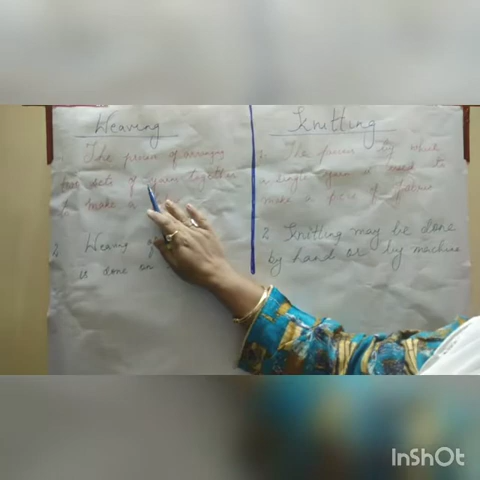 Weaving
The process of arranging
two sets of yarn together
to make a
2. Weaving
is done on
Knitting
1. The process by which
a single yarn is used to
make a piece of fabric
2. Knitting may be done
by hand or by machine
InShOt